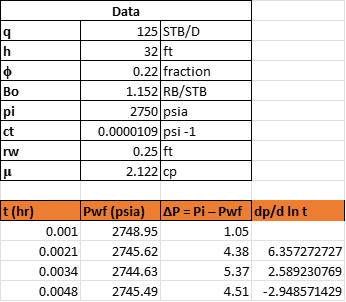 Data
q 125 STB/D
h 32 ft
ϕ 0.22 fraction
Bo 1.152 RB/STB
pi 2750 psia
ct 0.0000109 psi -1
rw 0.25 ft
μ 2.122 cp
t (hr) Pwf (psia) ΔP = Pi – Pwf dp/d ln t
0.001 2748.95 1.05
0.0021 2745.62 4.38 6.357272727
0.0034 2744.63 5.37 2.589230769
0.0048 2745.49 4.51 -2.948571429